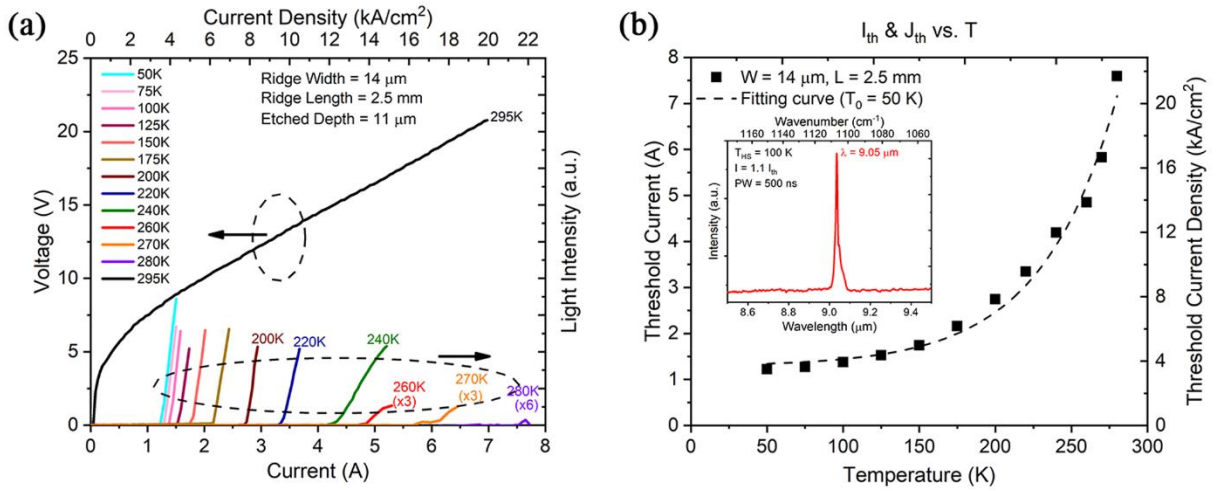 (a)
Current Density (kA/cm²)
0 2 4 6 8 10 12 14 16 18 20 22
25
20
15
10
5
0
Voltage (V)
50K
75K
100K
125K
150K
175K
200K
220K
240K
260K
270K
280K
295K
Ridge Width = 14 μm
Ridge Length = 2.5 mm
Etched Depth = 11 μm
295K
200K
220K
240K
260K
(x3)
270K
(x3)
280K
(x6)
Light Intensity (a.u.)
0 1 2 3 4 5 6 7 8
Current (A)
(b)
I_th & J_th vs. T
8
7
6
5
4
3
2
1
0
Threshold Current (A)
W = 14 μm, L = 2.5 mm
Fitting curve (T₀ = 50 K)
Wavenumber (cm⁻¹)
1160 1140 1120 1100 1080 1060
T_HS = 100 K
I = 1.1 I_th
PW = 500 ns
λ = 9.05 μm
Intensity (a.u.)
8.6 8.8 9.0 9.2 9.4
Wavelength (μm)
20
16
12
8
4
0
Threshold Current Density (kA/cm²)
0 50 100 150 200 250 300
Temperature (K)